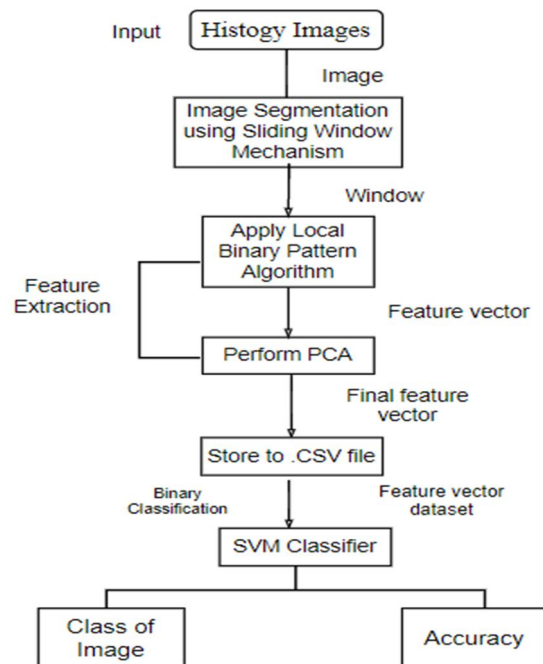 Input
Histogy Images
Image
Image Segmentation
using Sliding Window
Mechanism
Window
Apply Local
Binary Pattern
Algorithm
Feature
Extraction
Feature vector
Perform PCA
Final feature
vector
Store to .CSV file
Binary
Classification
Feature vector
dataset
SVM Classifier
Class of
Image
Accuracy